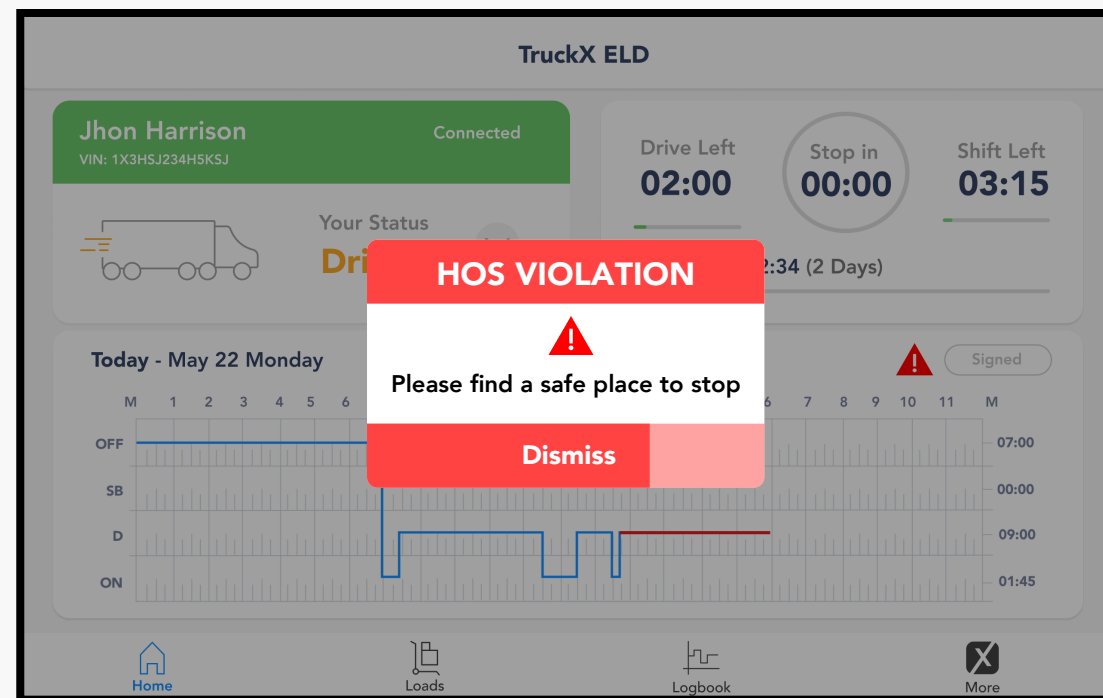 TruckX ELD
Jhon Harrison
Connected
VIN: 1X3HSJ234H5KSJ
Your Status
Dri
Drive Left
02:00
Stop in
00:00
Shift Left
03:15
2:34 (2 Days)
HOS VIOLATION
!
Please find a safe place to stop
Dismiss
Today - May 22 Monday
!
Signed
M 1 2 3 4 5 6 6 7 8 9 10 11 M
OFF 07:00
SB 00:00
D 09:00
ON 01:45
Home
Loads
Logbook
X
More